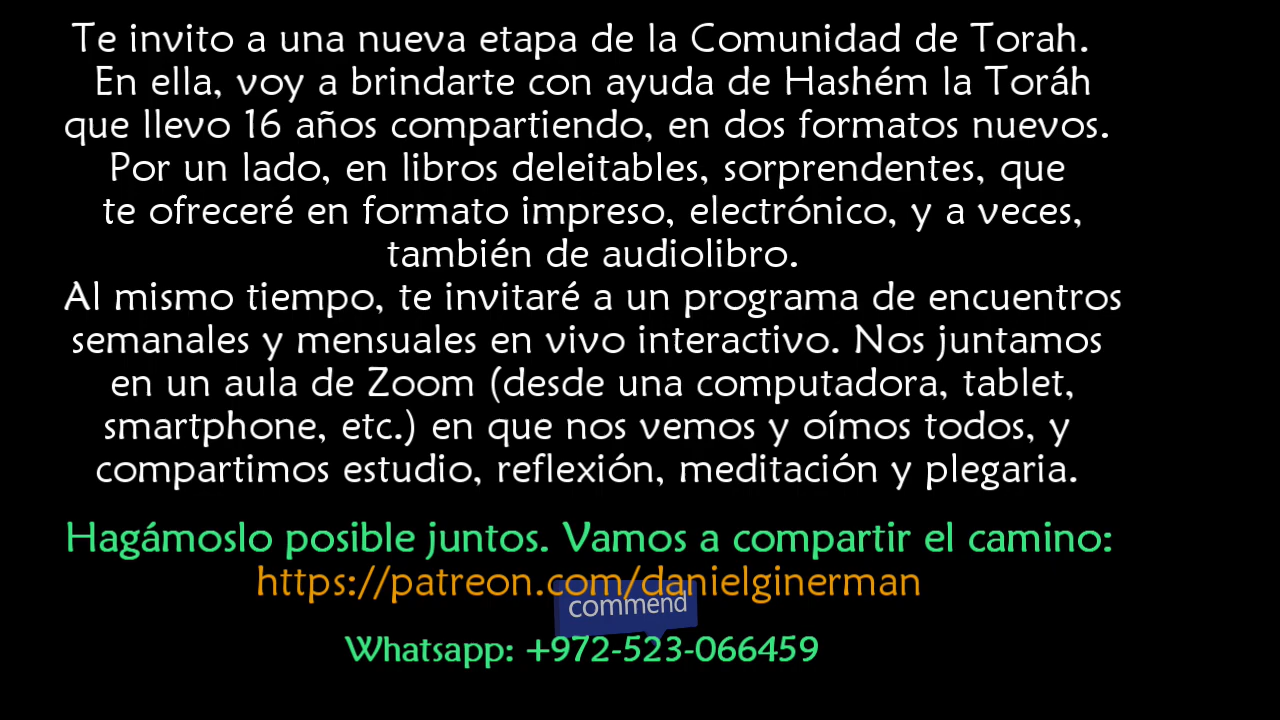 Te invito a una nueva etapa de la Comunidad de Torah.
En ella, voy a brindarte con ayuda de Hashém la Toráh
que llevo 16 años compartiendo, en dos formatos nuevos.
Por un lado, en libros deleitables, sorprendentes, que
te ofreceré en formato impreso, electrónico, y a veces,
también de audiolibro.
Al mismo tiempo, te invitaré a un programa de encuentros
semanales y mensuales en vivo interactivo. Nos juntamos
en un aula de Zoom (desde una computadora, tablet,
smartphone, etc.) en que nos vemos y oímos todos, y
compartimos estudio, reflexión, meditación y plegaria.
Hagámoslo posible juntos. Vamos a compartir el camino:
https://patreon.com/danielginerman
commend
Whatsapp: +972-523-066459